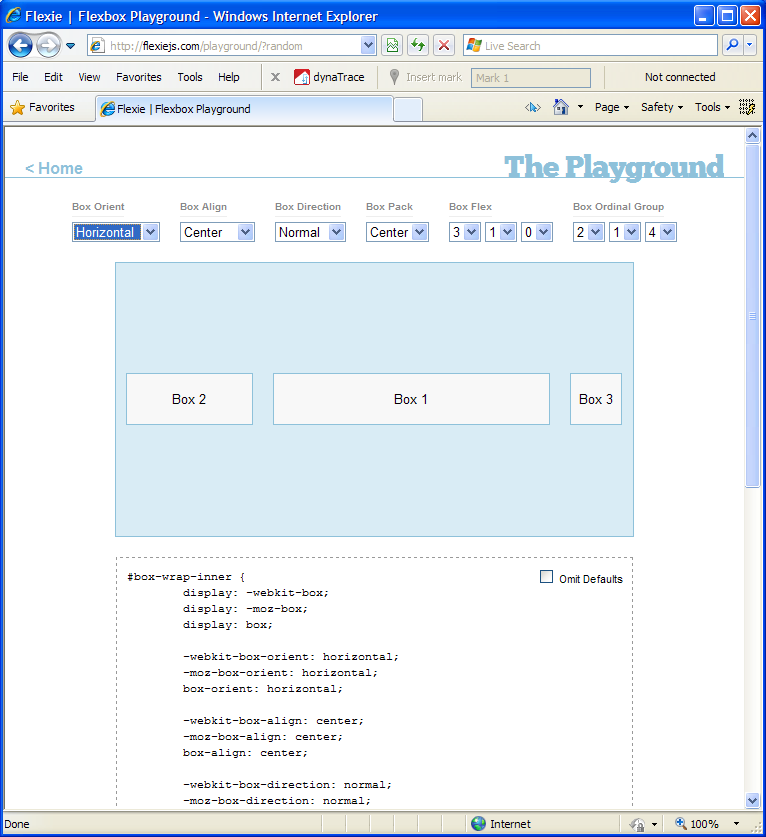 Flexie | Flexbox Playground - Windows Internet Explorer
http://flexiejs.com/playground/?random
Live Search
File Edit View Favorites Tools Help
X dynaTrace Insert mark Mark 1 Not connected
Favorites Flexie | Flexbox Playground Page Safety Tools
< Home The Playground
Box Orient Box Align Box Direction Box Pack Box Flex Box Ordinal Group
Horizontal Center Normal Center 3 1 0 2 1 4
Box 2 Box 1 Box 3
#box-wrap-inner { Omit Defaults
display: -webkit-box;
display: -moz-box;
display: box;
-webkit-box-orient: horizontal;
-moz-box-orient: horizontal;
box-orient: horizontal;
-webkit-box-align: center;
-moz-box-align: center;
box-align: center;
-webkit-box-direction: normal;
-moz-box-direction: normal;
Done Internet 100%